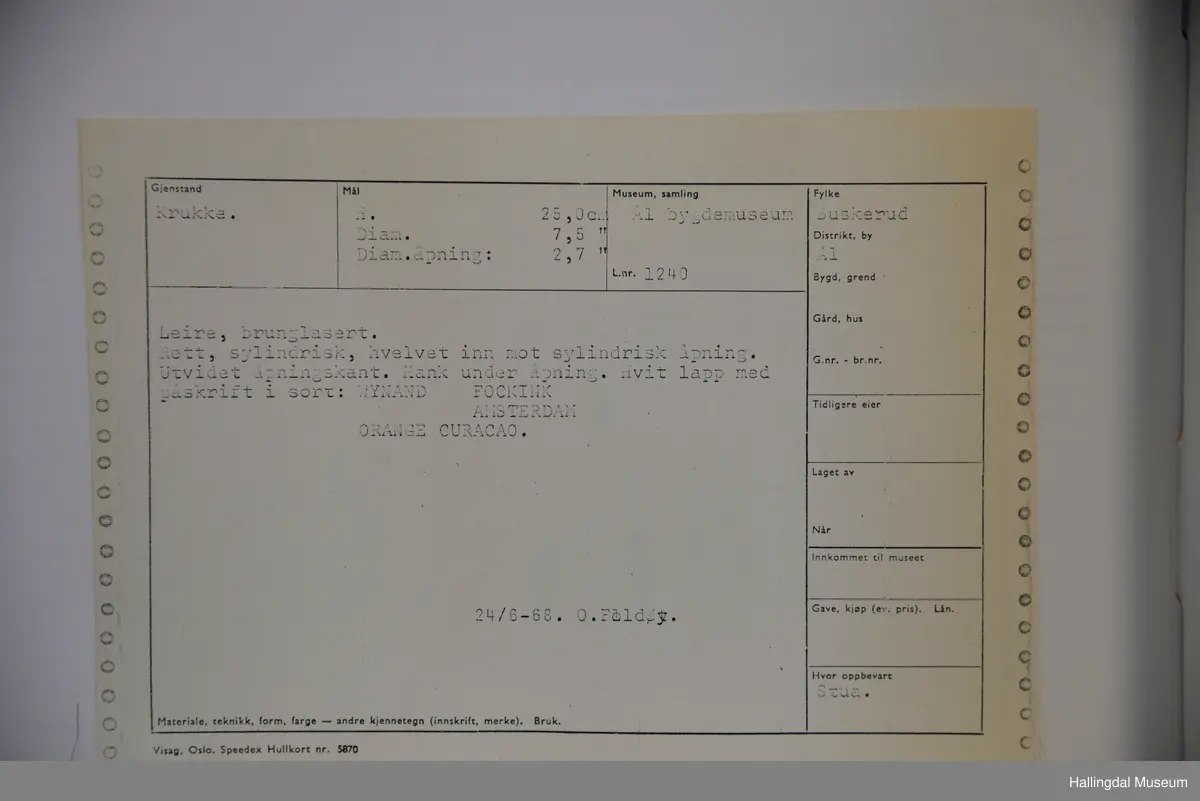 Gjenstand
Krukke.
Mål
H. 25,0cm
Diam. 7,5 "
Diam.åpning: 2,7 "
Museum, samling
Ål bygdemuseum
L.nr. 1240
Fylke
Buskerud
Distrikt, by
Ål
Bygd, grend
Gård, hus
G.nr. - br.nr.
Tidligere eier
Laget av
Når
Innkommet til museet
Gave, kjøp (ev. pris). Lån.
Hvor oppbevart
Stua.
Leire, brunglasert.
Rett, sylindrisk, hvelvet inn mot sylindrisk åpning.
Utvidet åpningskant. Hank under åpning. Hvit lapp med
påskrift i sort: WYNAND FOCKINK
AMSTERDAM
ORANGE CURACAO.
24/6-68. O.Fåldøy.
Materiale, teknikk, form, farge — andre kjennetegn (innskrift, merke). Bruk.
Visag, Oslo. Speedex Hullkort nr. 5870
Hallingdal Museum